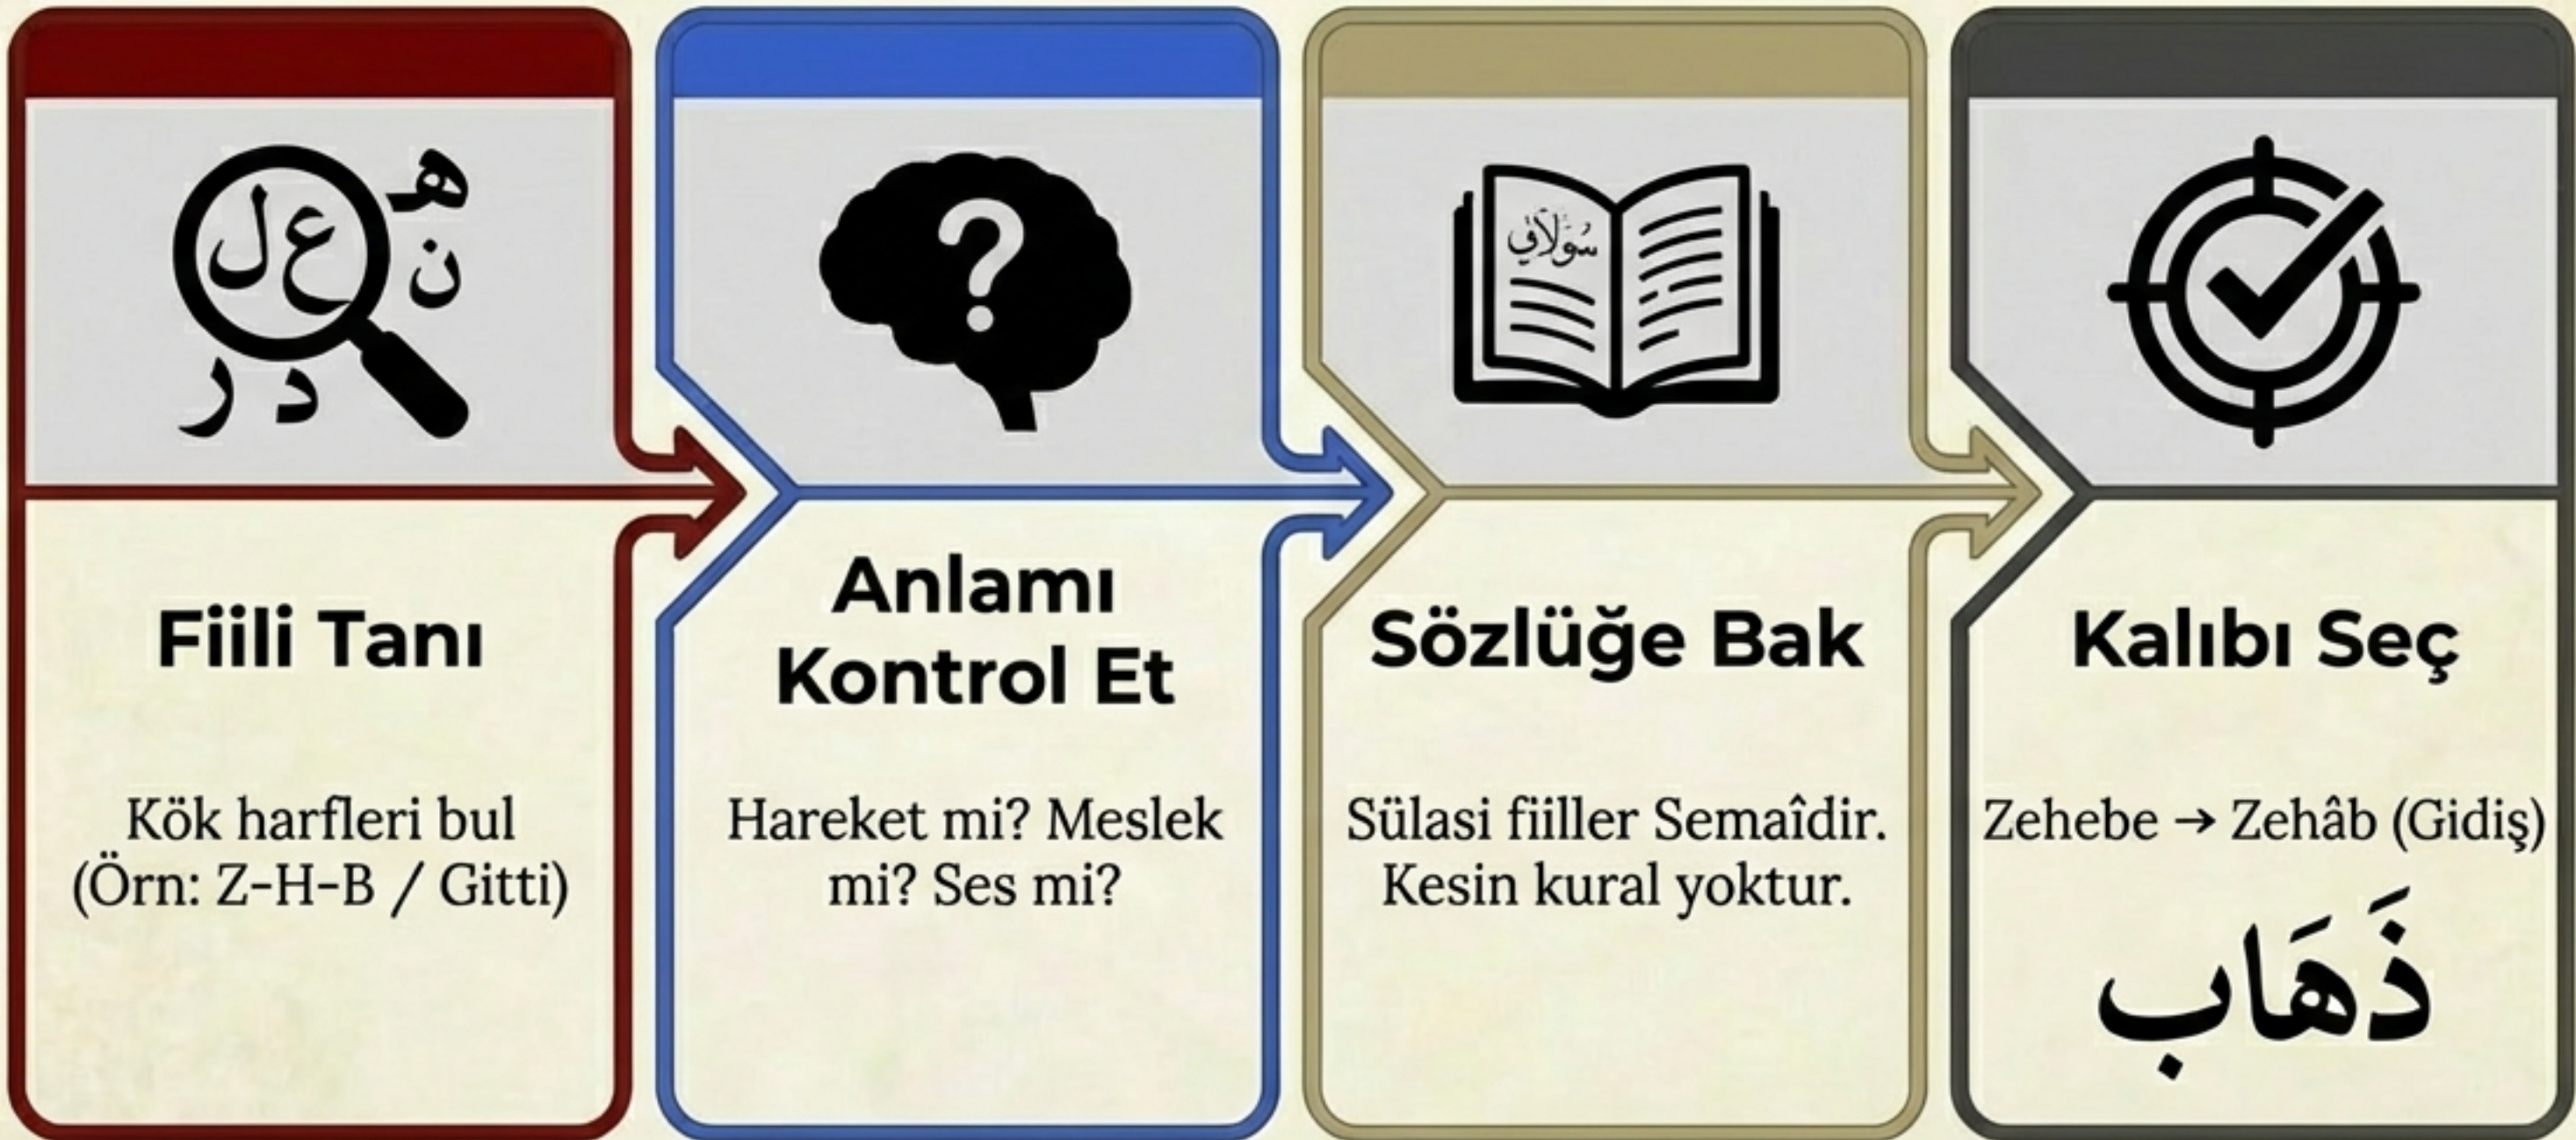 ل ع
ه
ن
ر د
Fiili Tanı
Kök harfleri bul
(Örn: Z-H-B / Gitti)
Anlamı
Kontrol Et
Hareket mi? Meslek
mi? Ses mi?
Sözlüğe Bak
Sülasi fiiller Semaîdir.
Kesin kural yoktur.
Kalıbı Seç
Zehebe → Zehâb (Gidiş)
ذَهَاب